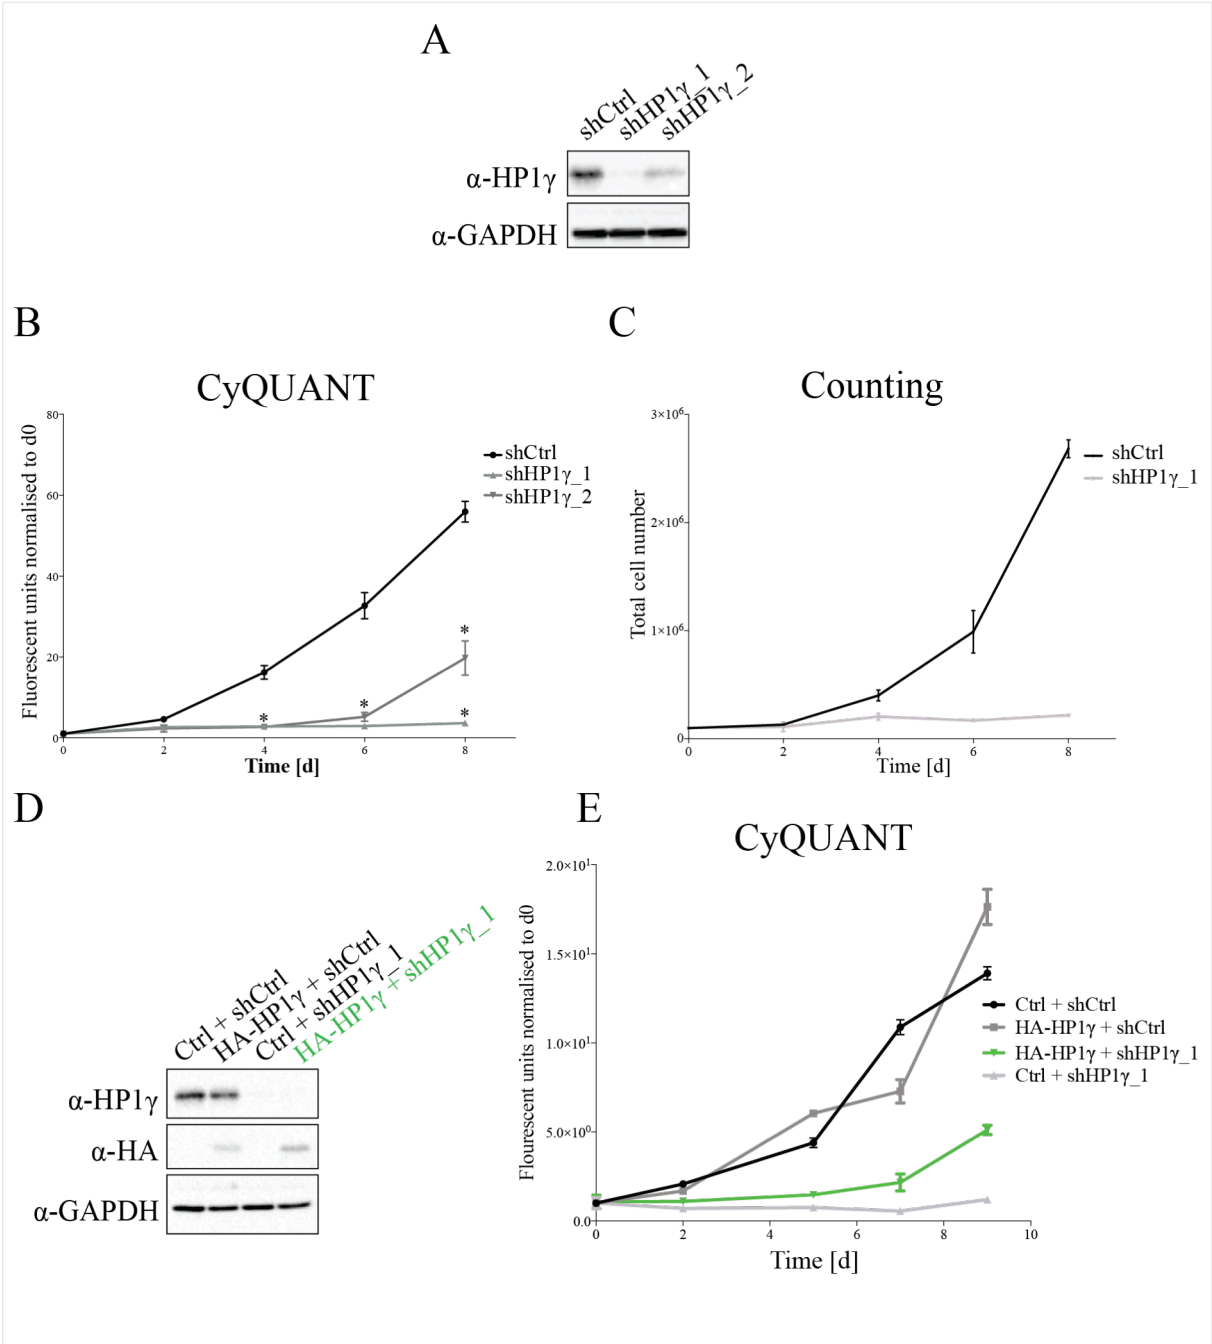 A
shCtrl
shHP1γ_1
shHP1γ_2
α-HP1γ
α-GAPDH
B
CyQUANT
Fluorescent units normalised to d0
80
60
40
20
0
0 2 4 6 8
Time [d]
shCtrl
shHP1γ_1
shHP1γ_2
*
*
*
*
C
Counting
Total cell number
3×10⁶
2×10⁶
1×10⁶
0
0 2 4 6 8
Time [d]
shCtrl
shHP1γ_1
D
Ctrl + shCtrl
HA-HP1γ + shCtrl
Ctrl + shHP1γ_1
HA-HP1γ + shHP1γ_1
α-HP1γ
α-HA
α-GAPDH
E
CyQUANT
Flourescent units normalised to d0
2.0×10¹
1.5×10¹
1.0×10¹
5.0×10⁰
0.0
0 2 4 6 8 10
Time [d]
Ctrl + shCtrl
HA-HP1γ + shCtrl
HA-HP1γ + shHP1γ_1
Ctrl + shHP1γ_1